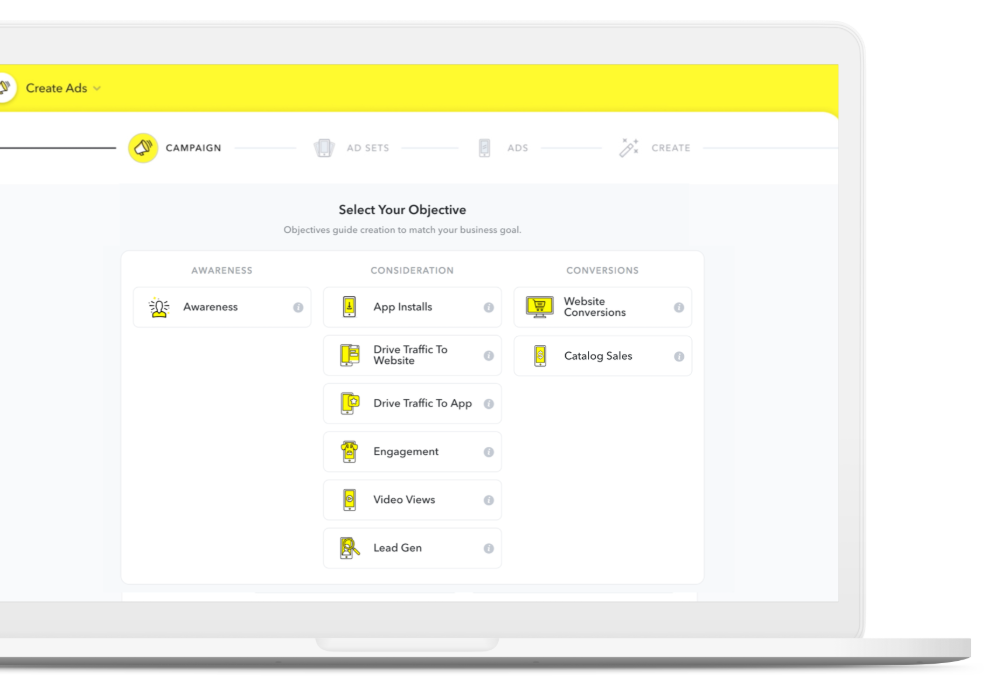 Create Ads
CAMPAIGN
AD SETS
ADS
CREATE
Select Your Objective
Objectives guide creation to match your business goal.
AWARENESS
CONSIDERATION
CONVERSIONS
Awareness
App Installs
Website
Conversions
Drive Traffic To
Website
Catalog Sales
Drive Traffic To App
Engagement
Video Views
Lead Gen